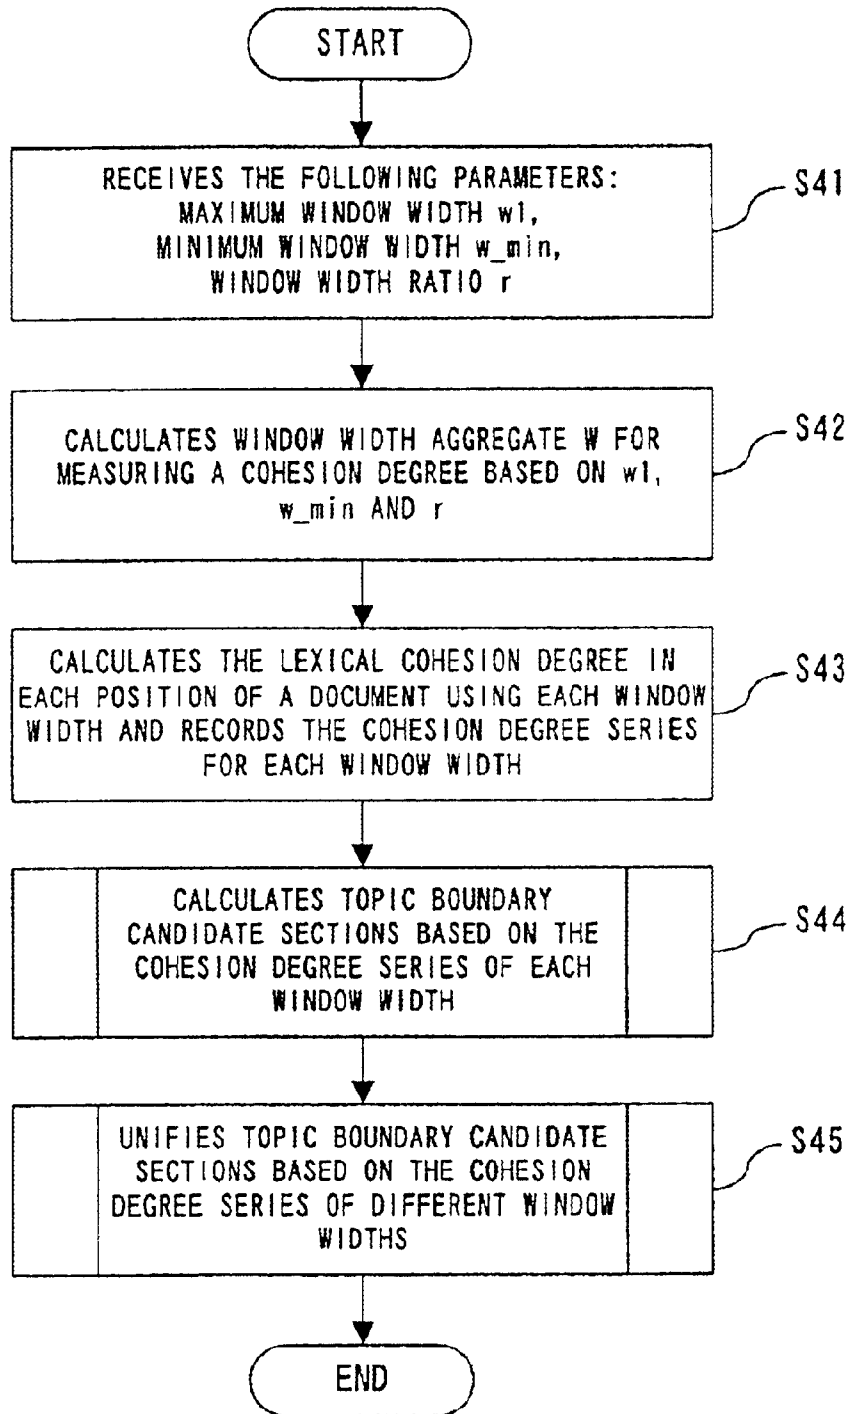 START
RECEIVES THE FOLLOWING PARAMETERS:
MAXIMUM WINDOW WIDTH w1,
MINIMUM WINDOW WIDTH w_min,
WINDOW WIDTH RATIO r
S41
CALCULATES WINDOW WIDTH AGGREGATE W FOR
MEASURING A COHESION DEGREE BASED ON w1,
w_min AND r
S42
CALCULATES THE LEXICAL COHESION DEGREE IN
EACH POSITION OF A DOCUMENT USING EACH WINDOW
WIDTH AND RECORDS THE COHESION DEGREE SERIES
FOR EACH WINDOW WIDTH
S43
CALCULATES TOPIC BOUNDARY
CANDIDATE SECTIONS BASED ON THE
COHESION DEGREE SERIES OF EACH
WINDOW WIDTH
S44
UNIFIES TOPIC BOUNDARY CANDIDATE
SECTIONS BASED ON THE COHESION
DEGREE SERIES OF DIFFERENT WINDOW
WIDTHS
S45
END